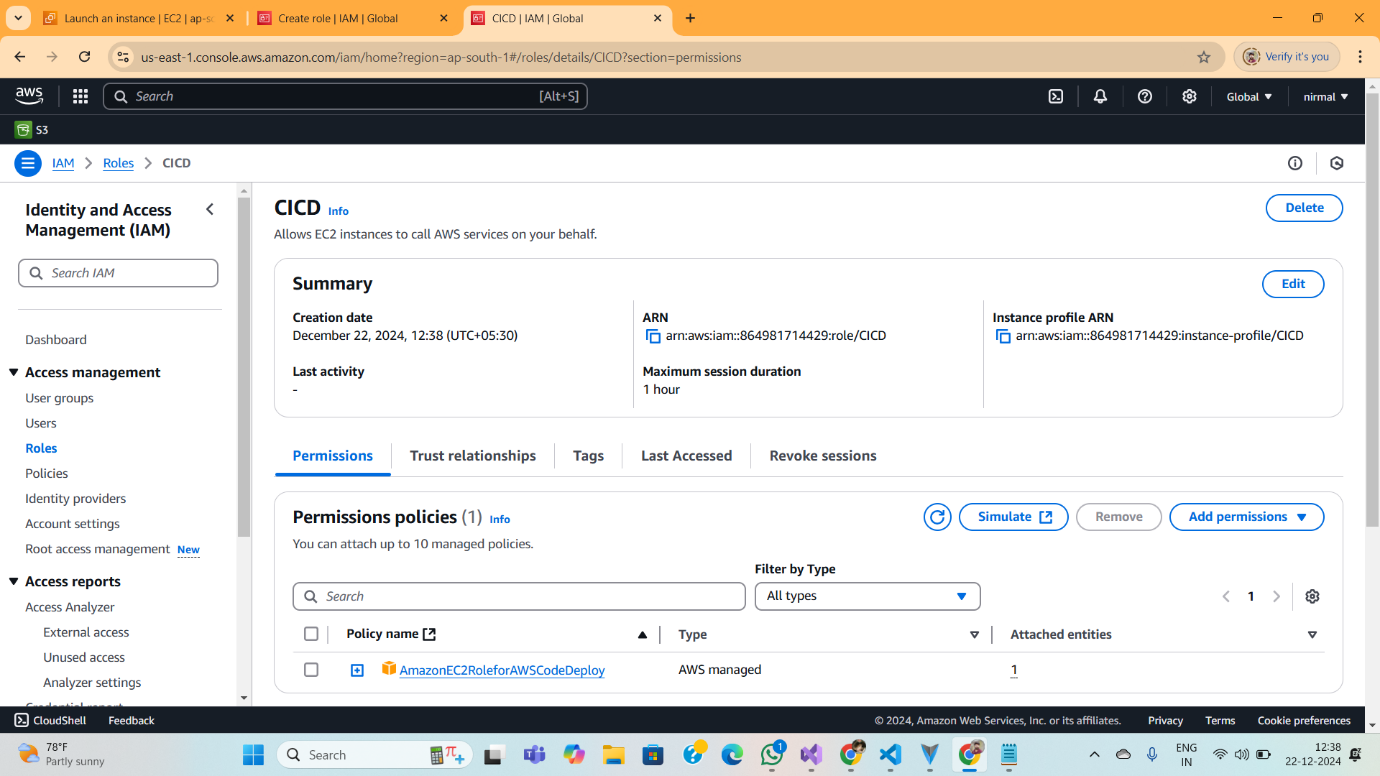 Launch an instance | EC2 | ap-so
Create role | IAM | Global
CICD | IAM | Global
us-east-1.console.aws.amazon.com/iam/home?region=ap-south-1#/roles/details/CICD?section=permissions
Verify it's you
aws
Search
[Alt+S]
Global
nirmal
S3
IAM
Roles
CICD
Identity and Access
Management (IAM)
Search IAM
Dashboard
Access management
User groups
Users
Roles
Policies
Identity providers
Account settings
Root access management New
Access reports
Access Analyzer
External access
Unused access
Analyzer settings
Credential report
CICD Info
Delete
Allows EC2 instances to call AWS services on your behalf.
Summary
Edit
Creation date
December 22, 2024, 12:38 (UTC+05:30)
ARN
arn:aws:iam::864981714429:role/CICD
Instance profile ARN
arn:aws:iam::864981714429:instance-profile/CICD
Last activity
-
Maximum session duration
1 hour
Permissions
Trust relationships
Tags
Last Accessed
Revoke sessions
Permissions policies (1) Info
Simulate
Remove
Add permissions
You can attach up to 10 managed policies.
Filter by Type
Search
All types
1
Policy name
Type
Attached entities
AmazonEC2RoleforAWSCodeDeploy
AWS managed
1
CloudShell
Feedback
© 2024, Amazon Web Services, Inc. or its affiliates.
Privacy
Terms
Cookie preferences
78°F
Partly sunny
Search
1
ENG
IN
12:38
22-12-2024